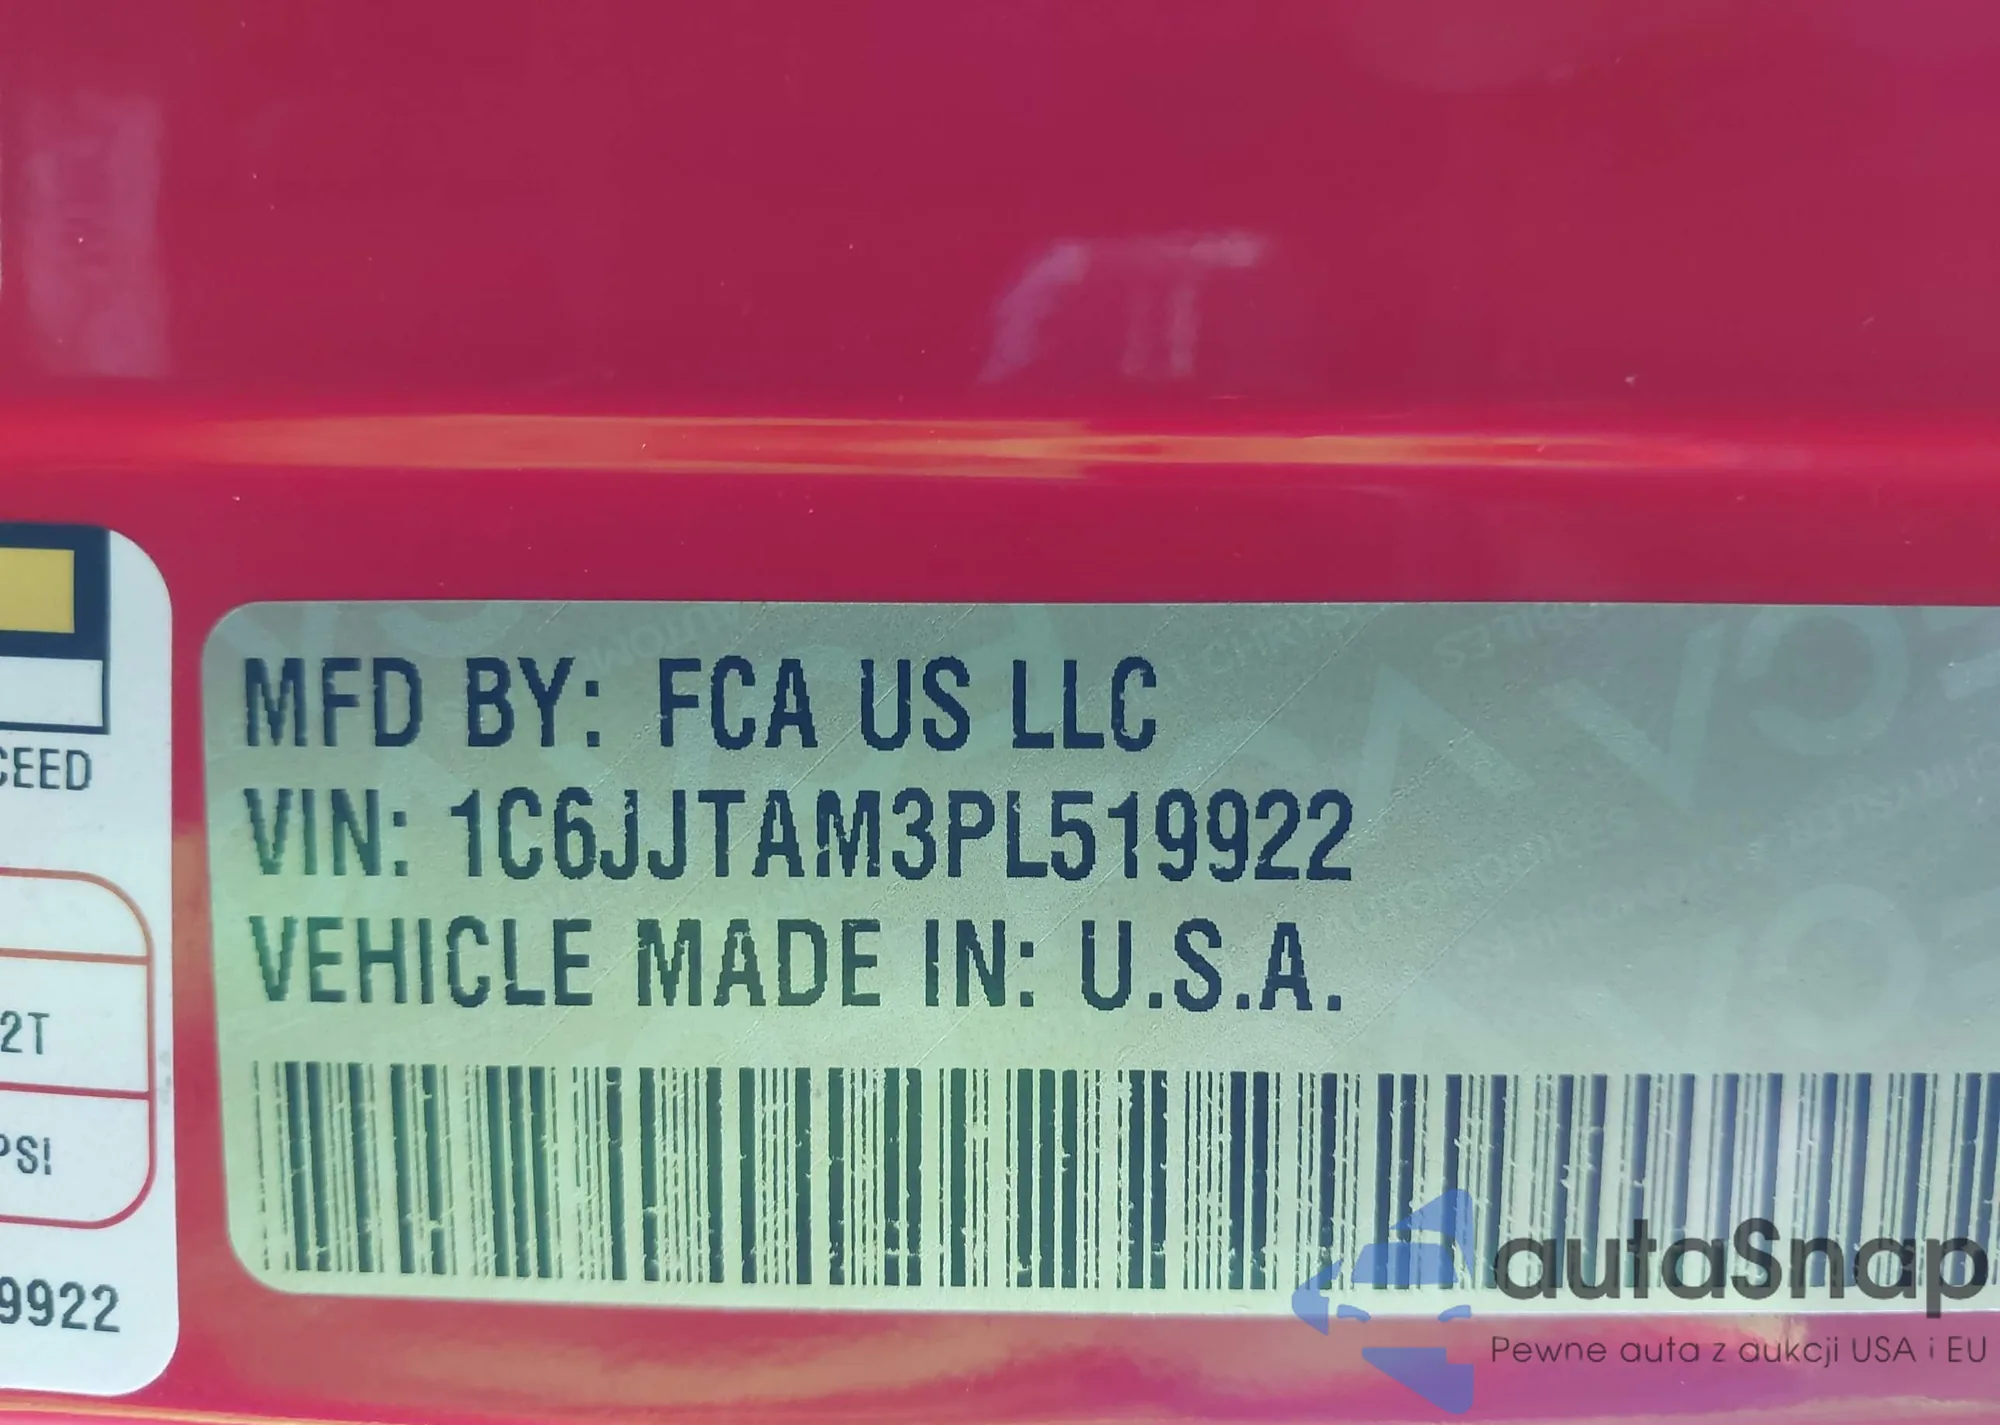 MFD BY: FCA US LLC
VIN: 1C6JJTAM3PL519922
VEHICLE MADE IN: U.S.A.
CEED
2T
PSI
9922
autaSnap
Pewne auta z aukcji USA i EU